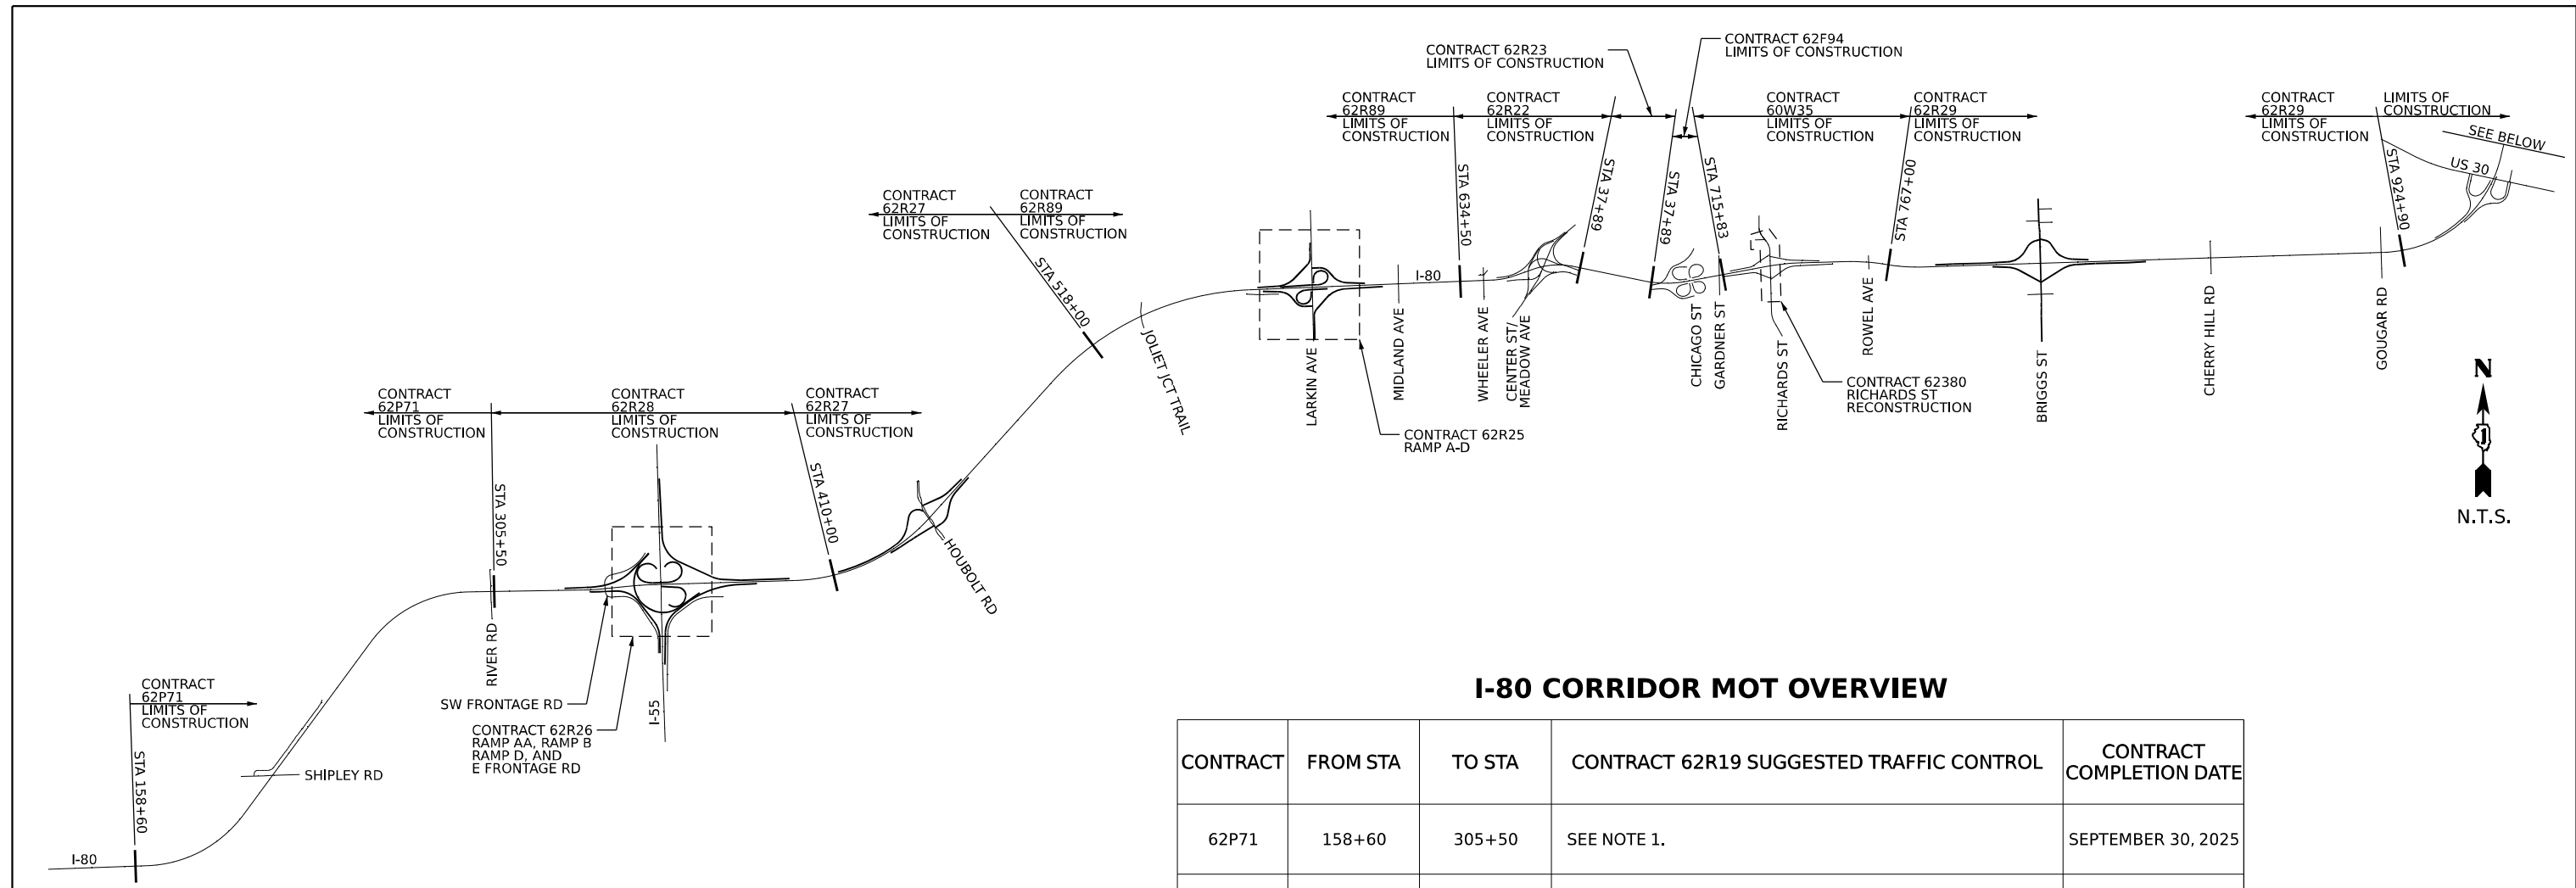 CONTRACT 62R23
LIMITS OF CONSTRUCTION
CONTRACT 62F94
LIMITS OF CONSTRUCTION
CONTRACT
62R89
LIMITS OF
CONSTRUCTION
CONTRACT
62R22
LIMITS OF
CONSTRUCTION
CONTRACT
60W35
LIMITS OF
CONSTRUCTION
CONTRACT
62R29
LIMITS OF
CONSTRUCTION
CONTRACT
62R29
LIMITS OF
CONSTRUCTION
LIMITS OF
CONSTRUCTION
SEE BELOW
US 30
STA 634+50
STA 37+89
STA 37+89
STA 715+83
STA 767+00
STA 924+90
CONTRACT
62R27
LIMITS OF
CONSTRUCTION
CONTRACT
62R89
LIMITS OF
CONSTRUCTION
STA 518+00
I-80
JOLIET JCT TRAIL
LARKIN AVE
MIDLAND AVE
WHEELER AVE
CENTER ST/
MEADOW AVE
CHICAGO ST
GARDNER ST
RICHARDS ST
ROWEL AVE
BRIGGS ST
CHERRY HILL RD
GOUGAR RD
CONTRACT 62380
RICHARDS ST
RECONSTRUCTION
CONTRACT 62R25
RAMP A-D
N
N.T.S.
CONTRACT
62P71
LIMITS OF
CONSTRUCTION
CONTRACT
62R28
LIMITS OF
CONSTRUCTION
CONTRACT
62R27
LIMITS OF
CONSTRUCTION
STA 305+50
STA 410+00
HOUBOLT RD
RIVER RD
SW FRONTAGE RD
I-55
CONTRACT 62R26
RAMP AA, RAMP B
RAMP D, AND
E FRONTAGE RD
CONTRACT
62P71
LIMITS OF
CONSTRUCTION
STA 158+60
SHIPLEY RD
I-80
I-80 CORRIDOR MOT OVERVIEW
CONTRACT FROM STA TO STA CONTRACT 62R19 SUGGESTED TRAFFIC CONTROL CONTRACT
COMPLETION DATE
62P71 158+60 305+50 SEE NOTE 1. SEPTEMBER 30, 2025